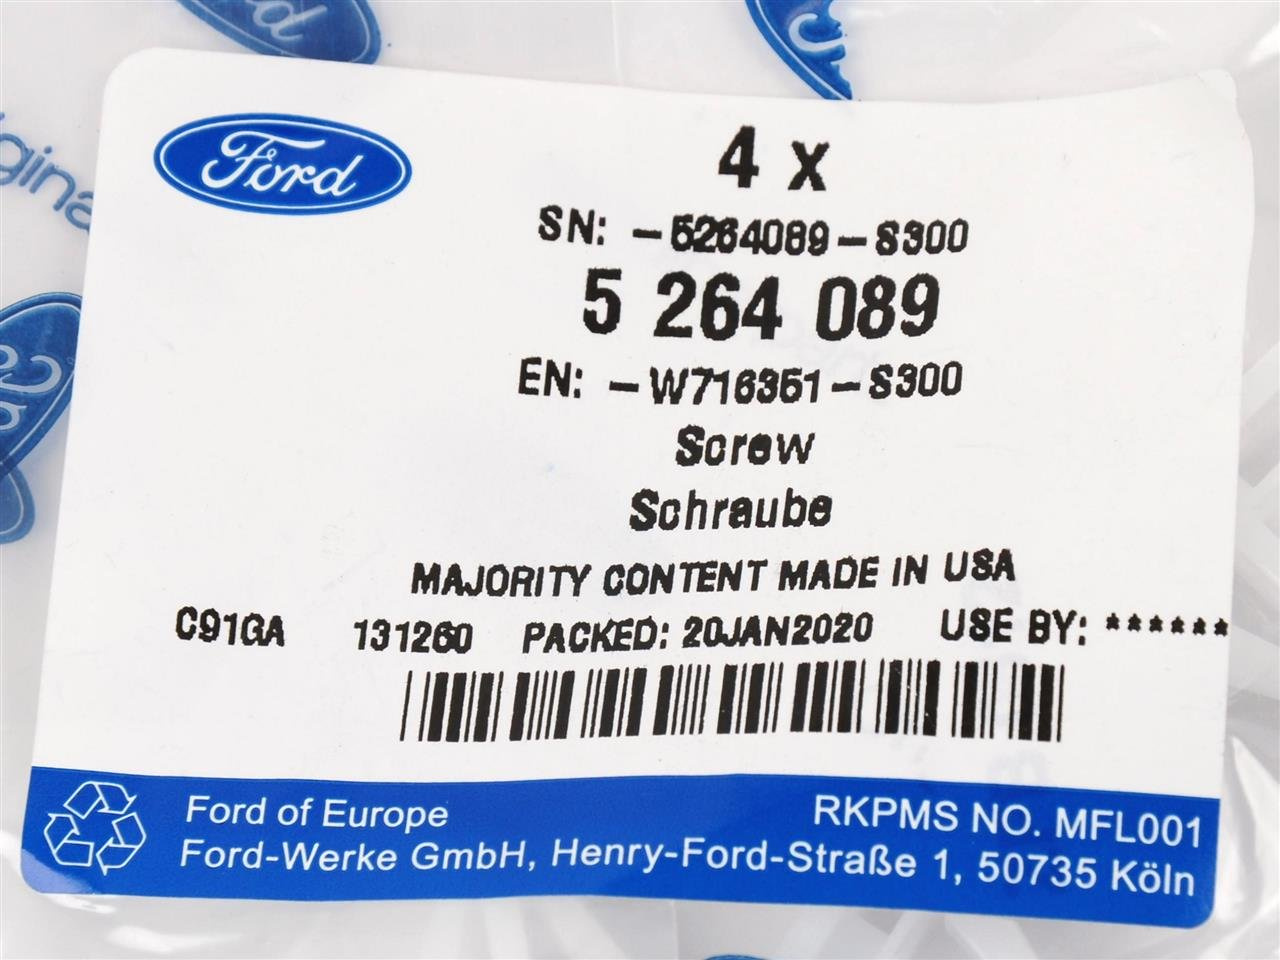 Ford
4 x
SN: -5264089-S300
5 264 089
EN: -W716351-S300
Screw
Schraube
MAJORITY CONTENT MADE IN USA
C91GA 131260 PACKED: 20JAN2020 USE BY: ******
Ford of Europe RKPMS NO. MFL001
Ford-Werke GmbH, Henry-Ford-Straße 1, 50735 Köln
Ford